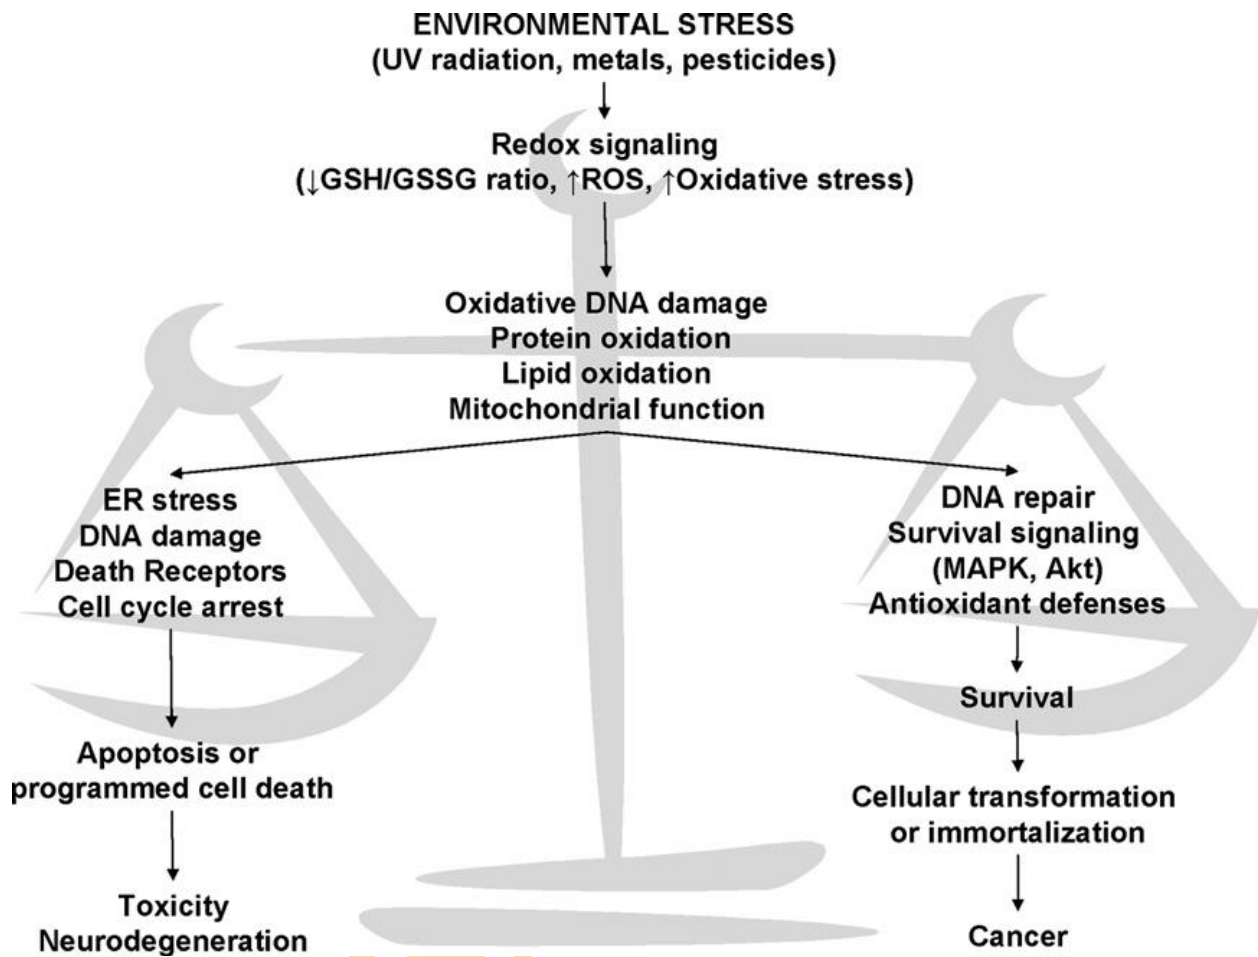 ENVIRONMENTAL STRESS
(UV radiation, metals, pesticides)
Redox signaling
(↓GSH/GSSG ratio, ↑ROS, ↑Oxidative stress)
Oxidative DNA damage
Protein oxidation
Lipid oxidation
Mitochondrial function
ER stress
DNA damage
Death Receptors
Cell cycle arrest
Apoptosis or
programmed cell death
Toxicity
Neurodegeneration
DNA repair
Survival signaling
(MAPK, Akt)
Antioxidant defenses
Survival
Cellular transformation
or immortalization
Cancer